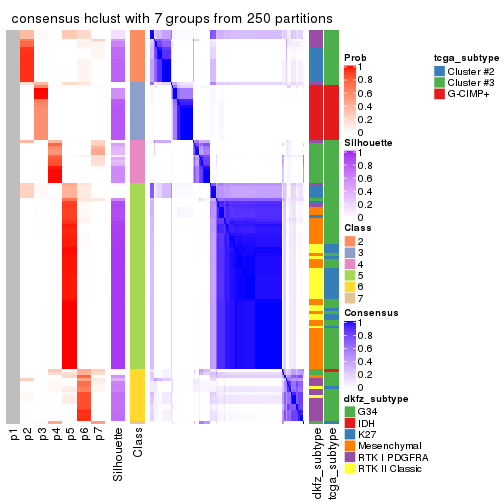 consensus hclust with 7 groups from 250 partitions
Prob
1
0.8
0.6
0.4
0.2
0
Silhouette
1
0.8
0.6
0.4
0.2
0
Class
2
3
4
5
6
7
Consensus
1
0.8
0.6
0.4
0.2
0
dkfz_subtype
G34
IDH
K27
Mesenchymal
RTK I PDGFRA
RTK II Classic
tcga_subtype
Cluster #2
Cluster #3
G-CIMP+
p1
p2
p3
p4
p5
p6
p7
Silhouette
Class
dkfz_subtype
tcga_subtype